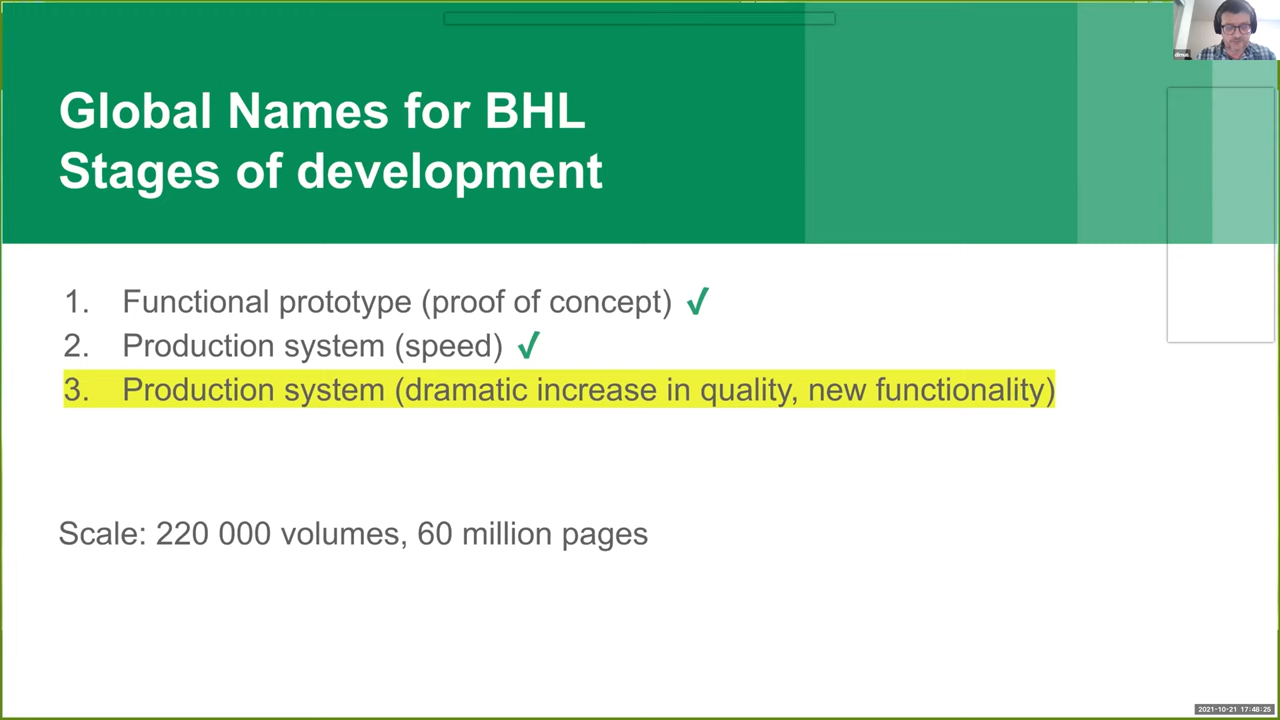 Global Names for BHL
Stages of development
1. Functional prototype (proof of concept) ✓
2. Production system (speed) ✓
3. Production system (dramatic increase in quality, new functionality)
Scale: 220 000 volumes, 60 million pages
dimus
2021-10-21 17:48:25